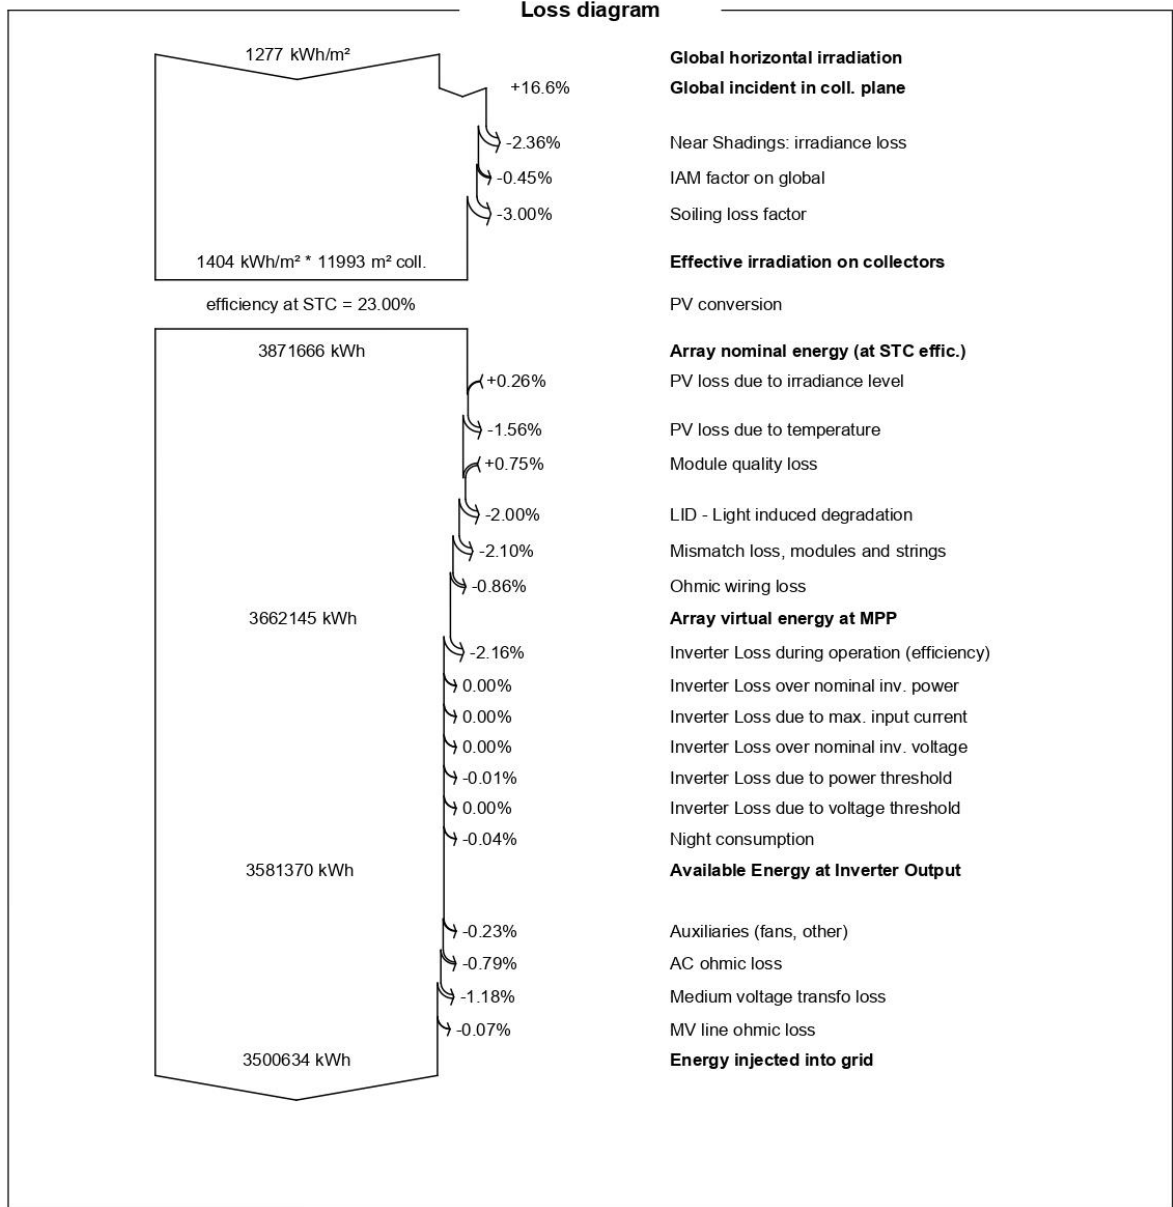 Loss diagram
1277 kWh/m² Global horizontal irradiation
+16.6% Global incident in coll. plane
-2.36% Near Shadings: irradiance loss
-0.45% IAM factor on global
-3.00% Soiling loss factor
1404 kWh/m² * 11993 m² coll. Effective irradiation on collectors
efficiency at STC = 23.00% PV conversion
3871666 kWh Array nominal energy (at STC effic.)
+0.26% PV loss due to irradiance level
-1.56% PV loss due to temperature
+0.75% Module quality loss
-2.00% LID - Light induced degradation
-2.10% Mismatch loss, modules and strings
-0.86% Ohmic wiring loss
3662145 kWh Array virtual energy at MPP
-2.16% Inverter Loss during operation (efficiency)
0.00% Inverter Loss over nominal inv. power
0.00% Inverter Loss due to max. input current
0.00% Inverter Loss over nominal inv. voltage
-0.01% Inverter Loss due to power threshold
0.00% Inverter Loss due to voltage threshold
-0.04% Night consumption
3581370 kWh Available Energy at Inverter Output
-0.23% Auxiliaries (fans, other)
-0.79% AC ohmic loss
-1.18% Medium voltage transfo loss
-0.07% MV line ohmic loss
3500634 kWh Energy injected into grid